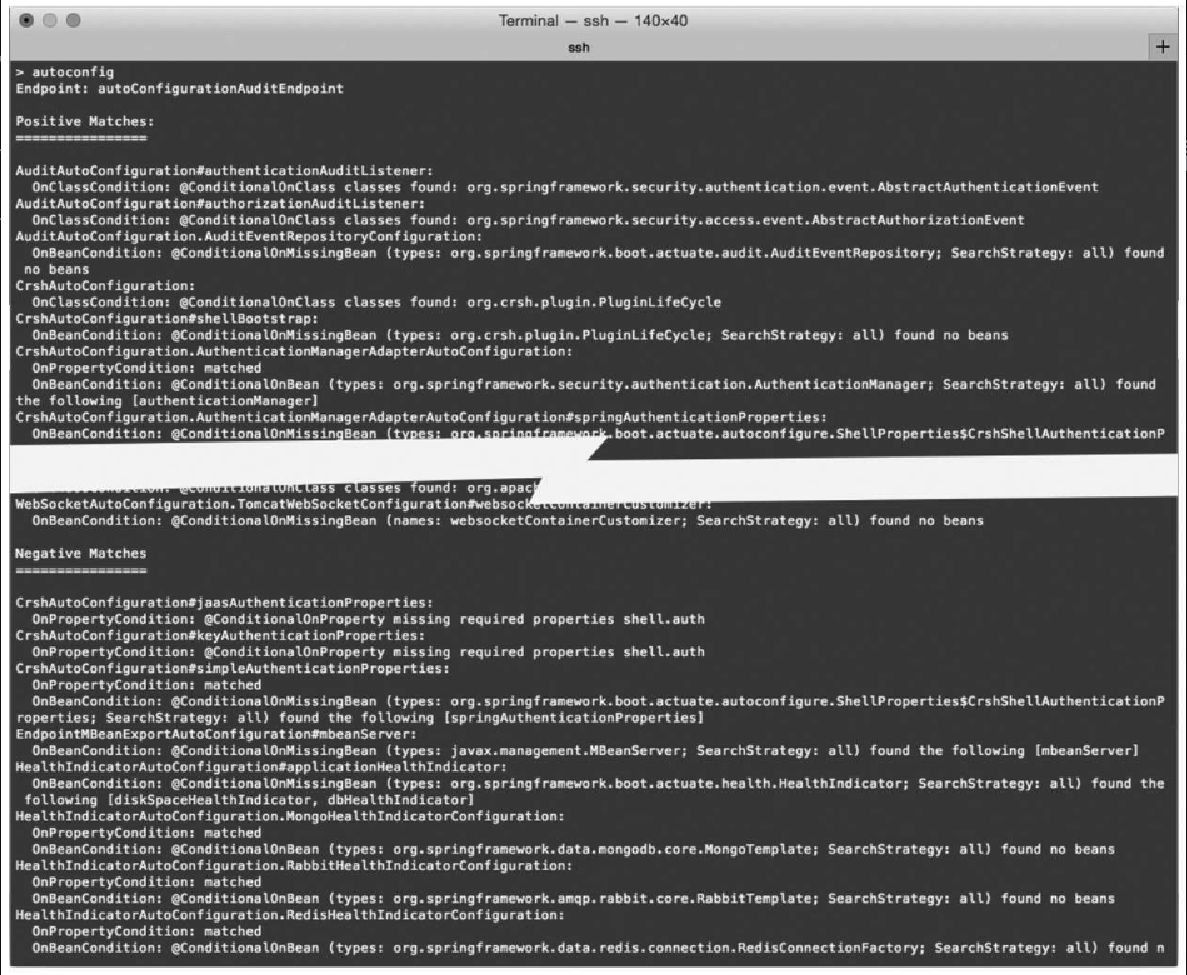 Terminal — ssh — 140×40
ssh
+
> autoconfig
Endpoint: autoConfigurationAuditEndpoint
Positive Matches:
================
AuditAutoConfiguration#authenticationAuditListener:
OnClassCondition: @ConditionalOnClass classes found: org.springframework.security.authentication.event.AbstractAuthenticationEvent
AuditAutoConfiguration#authorizationAuditListener:
OnClassCondition: @ConditionalOnClass classes found: org.springframework.security.access.event.AbstractAuthorizationEvent
AuditAutoConfiguration.AuditEventRepositoryConfiguration:
OnBeanCondition: @ConditionalOnMissingBean (types: org.springframework.boot.actuate.audit.AuditEventRepository; SearchStrategy: all) found
no beans
CrshAutoConfiguration:
OnClassCondition: @ConditionalOnClass classes found: org.crsh.plugin.PluginLifeCycle
CrshAutoConfiguration#shellBootstrap:
OnBeanCondition: @ConditionalOnMissingBean (types: org.crsh.plugin.PluginLifeCycle; SearchStrategy: all) found no beans
CrshAutoConfiguration.AuthenticationManagerAdapterAutoConfiguration:
OnPropertyCondition: matched
OnBeanCondition: @ConditionalOnBean (types: org.springframework.security.authentication.AuthenticationManager; SearchStrategy: all) found
the following [authenticationManager]
CrshAutoConfiguration.AuthenticationManagerAdapterAutoConfiguration#springAuthenticationProperties:
OnBeanCondition: @ConditionalOnMissingBean (types: org.springframework.boot.actuate.autoconfigure.ShellProperties$CrshShellAuthenticationP
@ConditionalOnClass classes found: org.apac
WebSocketAutoConfiguration.TomcatWebSocketConfiguration#websocketContainerCustomizer:
OnBeanCondition: @ConditionalOnMissingBean (names: websocketContainerCustomizer; SearchStrategy: all) found no beans
Negative Matches
================
CrshAutoConfiguration#jaasAuthenticationProperties:
OnPropertyCondition: @ConditionalOnProperty missing required properties shell.auth
CrshAutoConfiguration#keyAuthenticationProperties:
OnPropertyCondition: @ConditionalOnProperty missing required properties shell.auth
CrshAutoConfiguration#simpleAuthenticationProperties:
OnPropertyCondition: matched
OnBeanCondition: @ConditionalOnMissingBean (types: org.springframework.boot.actuate.autoconfigure.ShellProperties$CrshShellAuthenticationP
roperties; SearchStrategy: all) found the following [springAuthenticationProperties]
EndpointMBeanExportAutoConfiguration#mbeanServer:
OnBeanCondition: @ConditionalOnMissingBean (types: javax.management.MBeanServer; SearchStrategy: all) found the following [mbeanServer]
HealthIndicatorAutoConfiguration#applicationHealthIndicator:
OnBeanCondition: @ConditionalOnMissingBean (types: org.springframework.boot.actuate.health.HealthIndicator; SearchStrategy: all) found the
following [diskSpaceHealthIndicator, dbHealthIndicator]
HealthIndicatorAutoConfiguration.MongoHealthIndicatorConfiguration:
OnPropertyCondition: matched
OnBeanCondition: @ConditionalOnBean (types: org.springframework.data.mongodb.core.MongoTemplate; SearchStrategy: all) found no beans
HealthIndicatorAutoConfiguration.RabbitHealthIndicatorConfiguration:
OnPropertyCondition: matched
OnBeanCondition: @ConditionalOnBean (types: org.springframework.amqp.rabbit.core.RabbitTemplate; SearchStrategy: all) found no beans
HealthIndicatorAutoConfiguration.RedisHealthIndicatorConfiguration:
OnPropertyCondition: matched
OnBeanCondition: @ConditionalOnBean (types: org.springframework.data.redis.connection.RedisConnectionFactory; SearchStrategy: all) found n